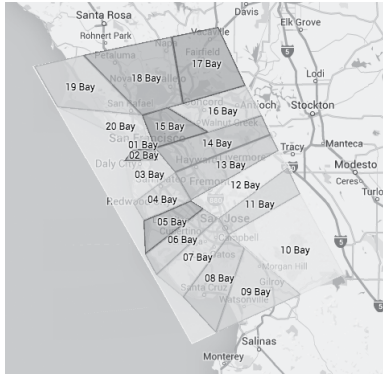 Santa Rosa
Davis
Rohnert Park
Vacaville
Elk Grove
Napa
Fairfield
Petaluma
17 Bay
5
18 Bay
Lodi
19 Bay
San Rafael
Concord
Antioch
Stockton
16 Bay
Walnut Creek
20 Bay
15 Bay
San Francisco
01 Bay
14 Bay
Tracy
Manteca
02 Bay
Hayward
Livermore
Daly City
13 Bay
Modesto
03 Bay
Fremont
12 Bay
Ceres
04 Bay
11 Bay
San Jose
05 Bay
Cupertino
Campbell
06 Bay
5
10 Bay
07 Bay
Morgan Hill
08 Bay
Gilroy
Santa Cruz
09 Bay
Watsonville
Salinas
Monterey